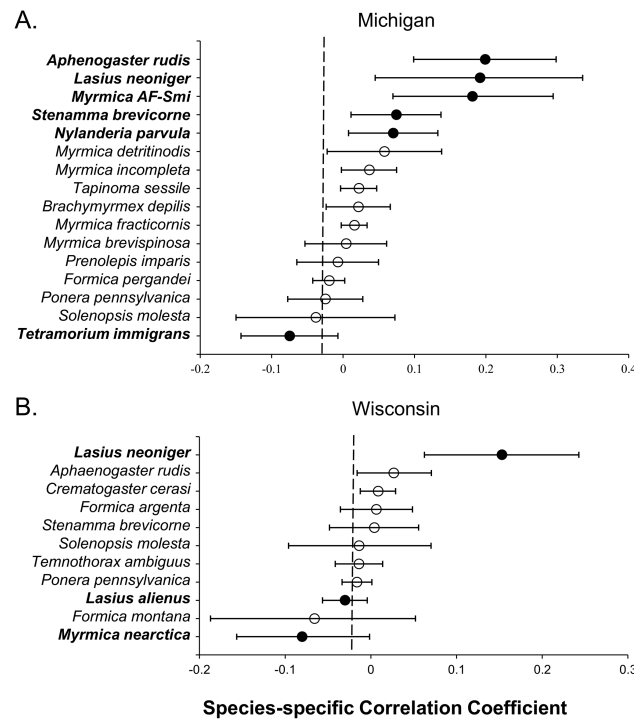 A.
Michigan
Aphenogaster rudis
Lasius neoniger
Myrmica AF-Smi
Stenamma brevicorne
Nylanderia parvula
Myrmica detritinodis
Myrmica incompleta
Tapinoma sessile
Brachymyrmex depilis
Myrmica fracticornis
Myrmica brevispinosa
Prenolepis imparis
Formica pergandei
Ponera pennsylvanica
Solenopsis molesta
Tetramorium immigrans
-0.2 -0.1 0 0.1 0.2 0.3 0.4
B.
Wisconsin
Lasius neoniger
Aphaenogaster rudis
Crematogaster cerasi
Formica argenta
Stenamma brevicorne
Solenopsis molesta
Temnothorax ambiguus
Ponera pennsylvanica
Lasius alienus
Formica montana
Myrmica nearctica
-0.2 -0.1 0 0.1 0.2 0.3
Species-specific Correlation Coefficient